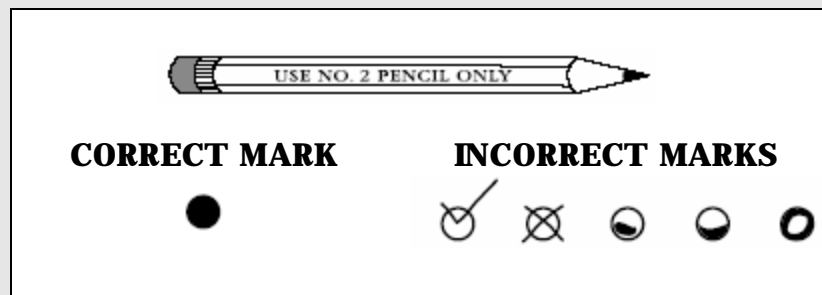 USE NO. 2 PENCIL ONLY
CORRECT MARK
INCORRECT MARKS